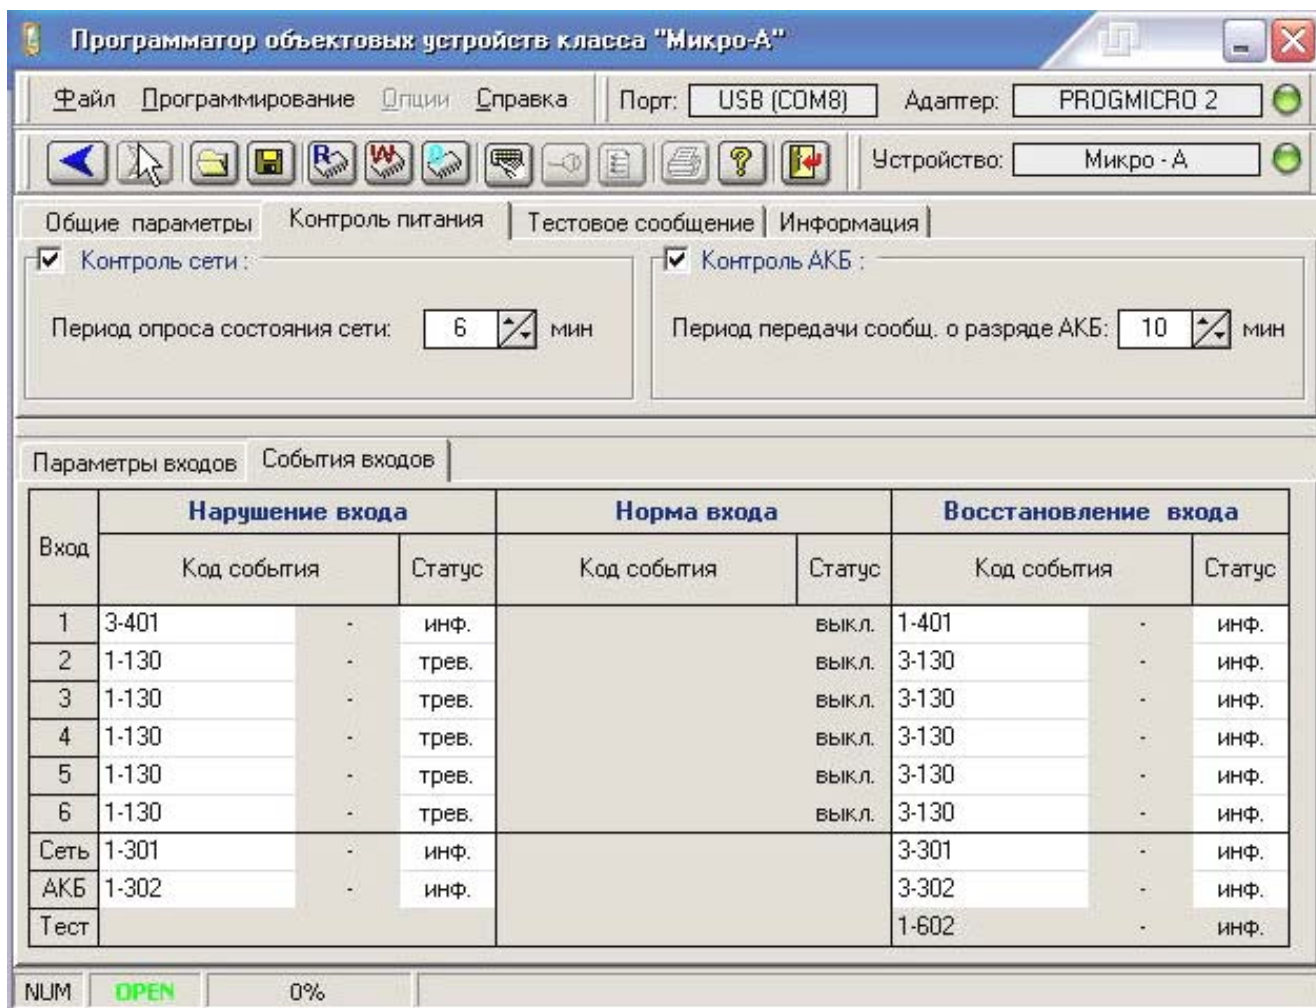 Программатор объектовых устройств класса "Микро-А"
Файл Программирование Опции Справка Порт: USB (COM8) Адаптер: PROGMICRO 2
R W ? Устройство: Микро - А
Общие параметры Контроль питания Тестовое сообщение Информация
Контроль сети : Контроль АКБ :
Период опроса состояния сети: 6 мин Период передачи сообщ. о разряде АКБ: 10 мин
Параметры входов События входов
Вход Нарушение входа Норма входа Восстановление входа
Код события Статус Код события Статус Код события Статус
1 3-401 - инф. выкл. 1-401 - инф.
2 1-130 - трев. выкл. 3-130 - инф.
3 1-130 - трев. выкл. 3-130 - инф.
4 1-130 - трев. выкл. 3-130 - инф.
5 1-130 - трев. выкл. 3-130 - инф.
6 1-130 - трев. выкл. 3-130 - инф.
Сеть 1-301 - инф. 3-301 - инф.
АКБ 1-302 - инф. 3-302 - инф.
Тест 1-602 - инф.
NUM OPEN 0%